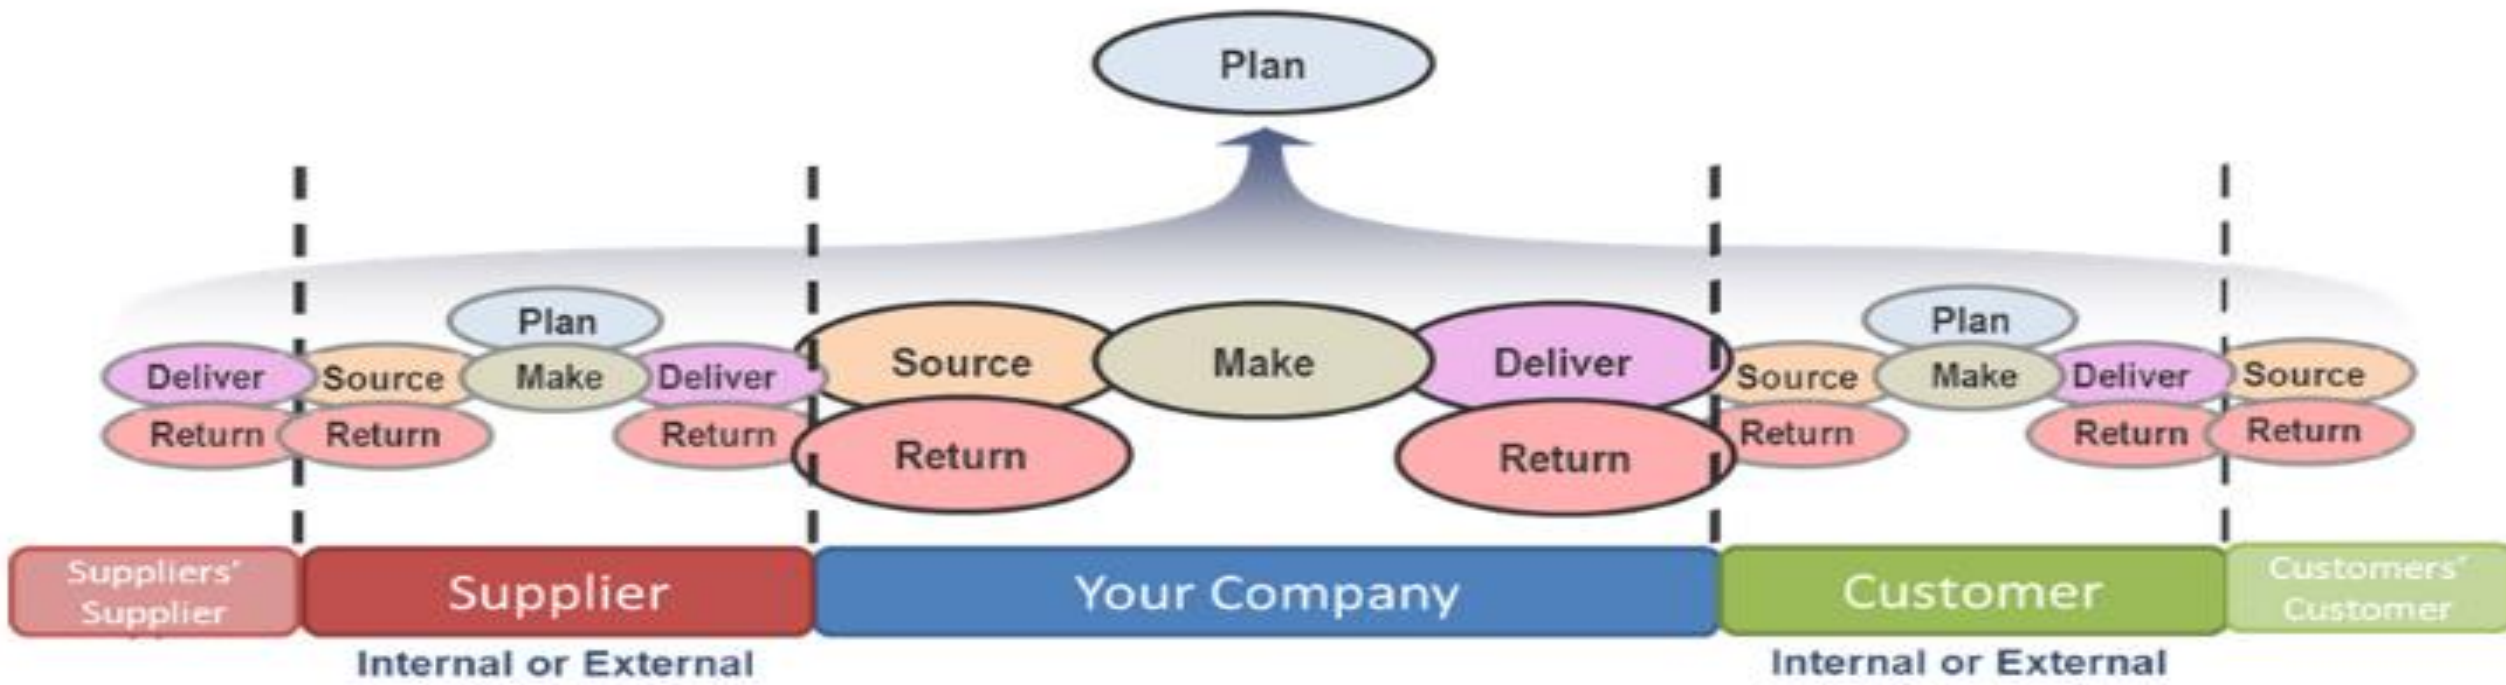 Plan
Plan
Plan
Deliver Source Make Deliver Source Make Deliver Source Make Deliver Source
Return Return Return Return Return Return Return Return
Suppliers'
Supplier
Supplier
Your Company
Customer
Customers'
Customer
Internal or External
Internal or External